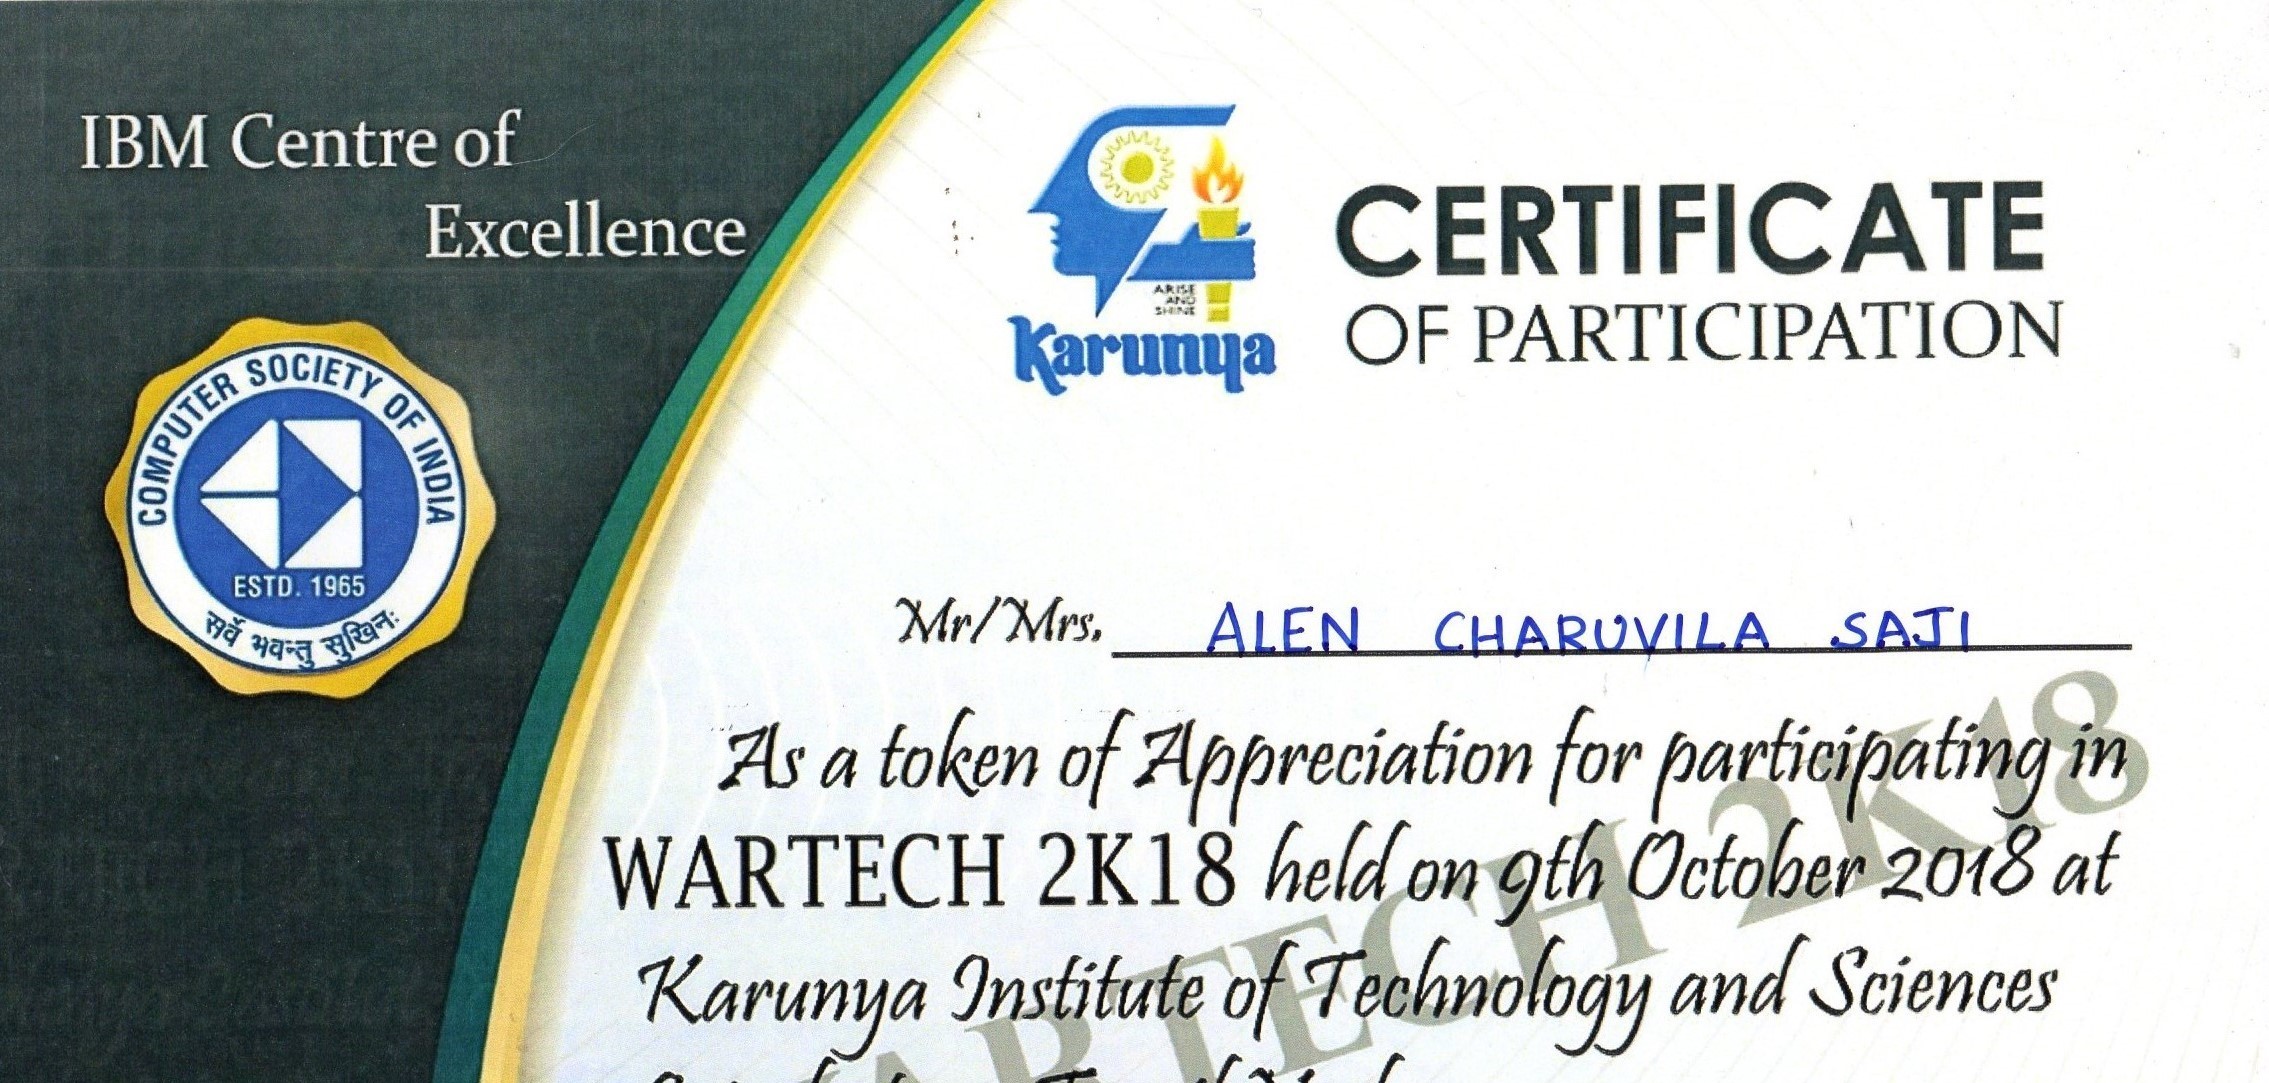 IBM Centre of
Excellence
COMPUTER SOCIETY OF INDIA
ESTD. 1965
सर्वे भवन्तु सुखिनः
ARISE
AND
SHINE
Karunya
CERTIFICATE
OF PARTICIPATION
Mr/Mrs. ALEN CHARUVILA SAJI
As a token of Appreciation for participating in
WARTECH 2K18 held on 9th October 2018 at
Karunya Institute of Technology and Sciences
ARTECH 2K18